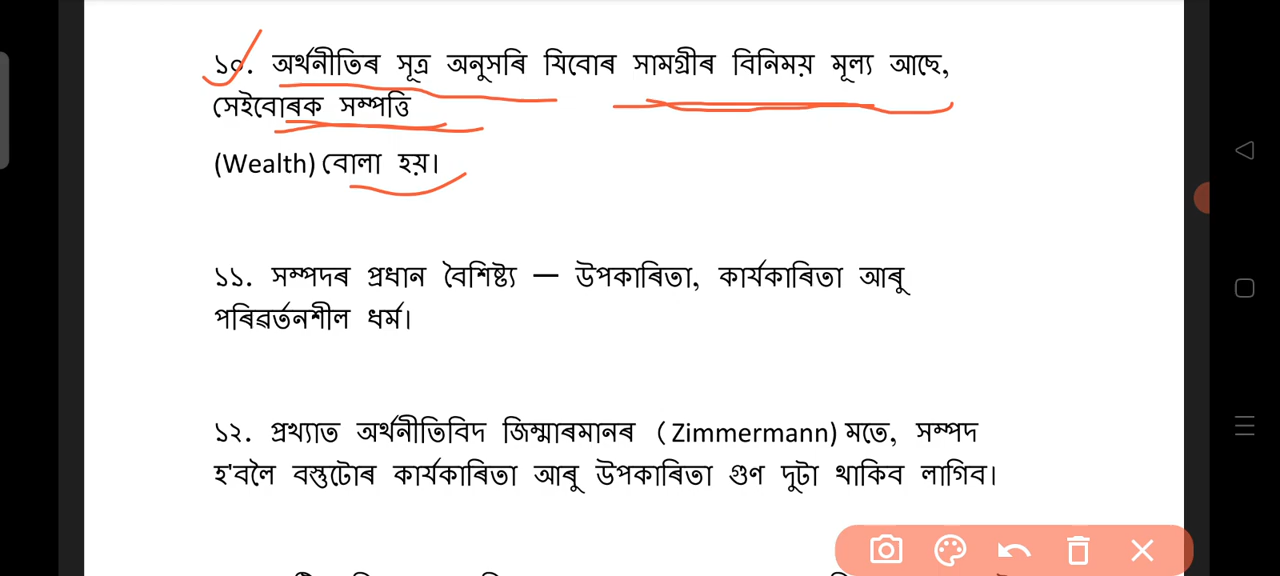 ১০. অৰ্থনীতিৰ সূত্ৰ অনুসৰি যিবোৰ সামগ্ৰীৰ বিনিময় মূল্য আছে,
সেইবোৰক সম্পত্তি
(Wealth) বোলা হয়।
১১. সম্পদৰ প্ৰধান বৈশিষ্ট্য — উপকাৰিতা, কাৰ্যকাৰিতা আৰু
পৰিৱৰ্তনশীল ধৰ্ম।
১২. প্ৰখ্যাত অৰ্থনীতিবিদ জিম্মাৰমানৰ (Zimmermann) মতে, সম্পদ
হ'বলৈ বস্তুটোৰ কাৰ্যকাৰিতা আৰু উপকাৰিতা গুণ দুটা থাকিব লাগিব।